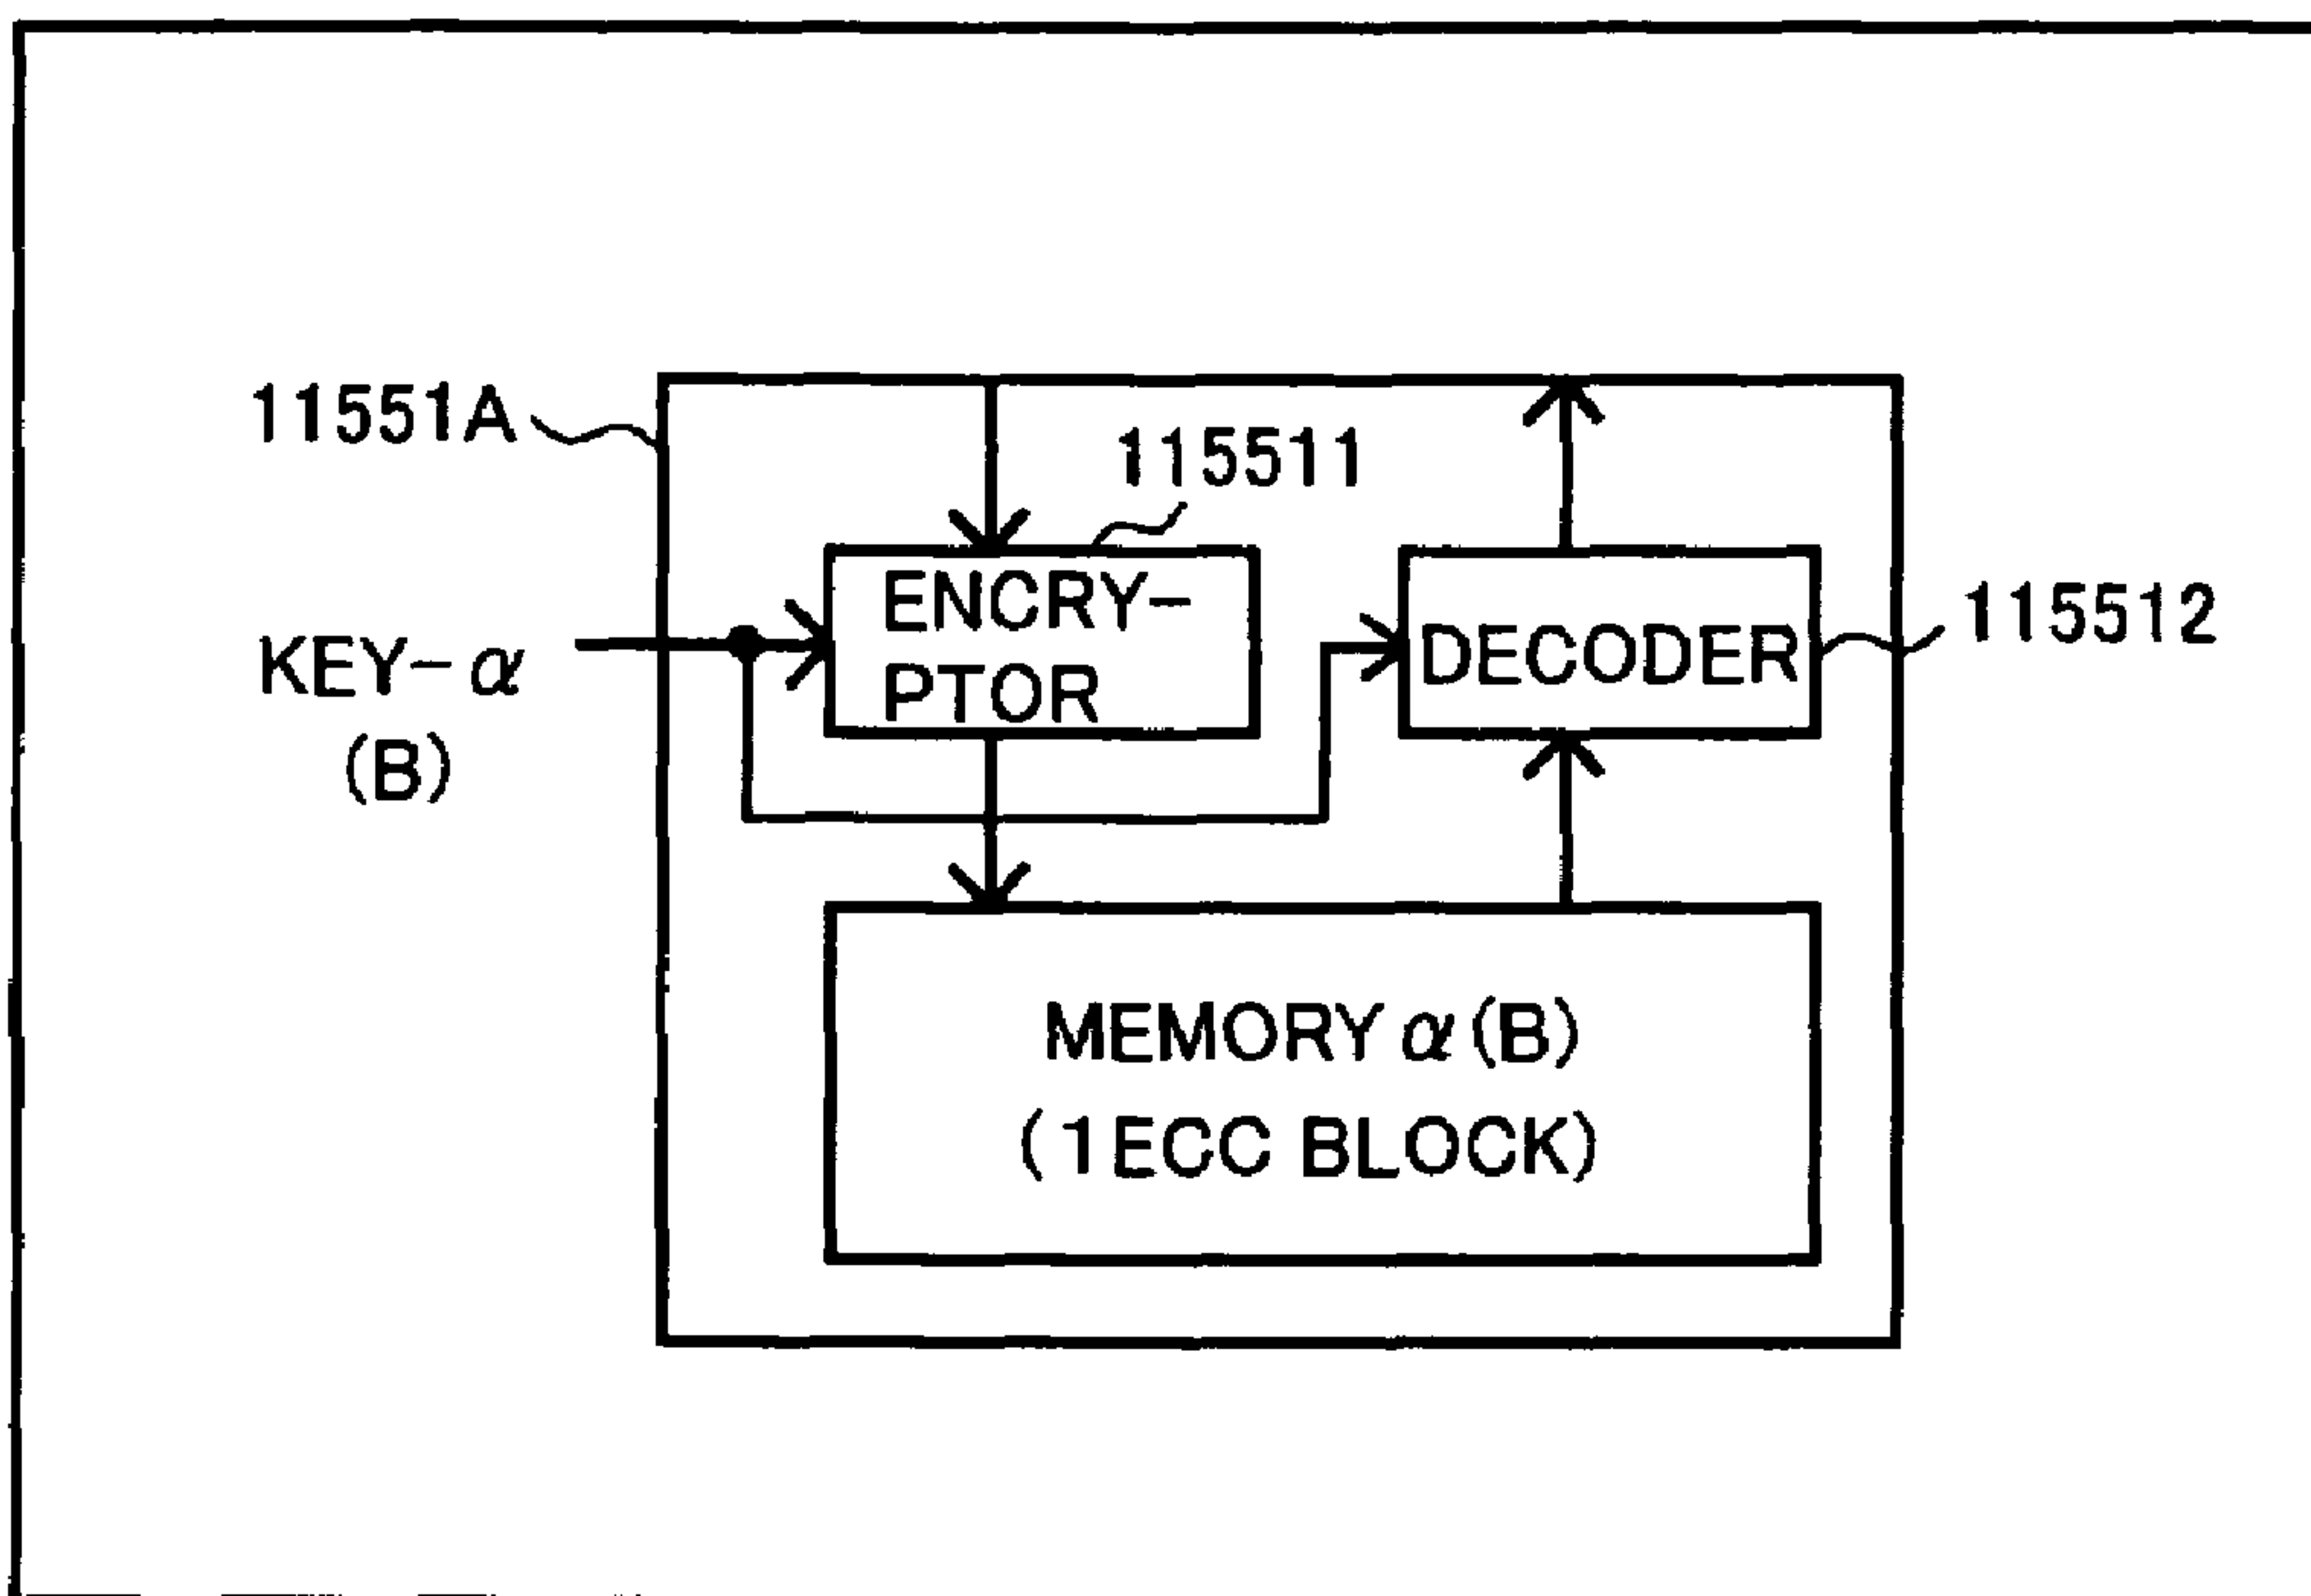 11551A
115511
ENCRY-
PTOR
DECODER
115512
KEY-α
(B)
MEMORY α (B)
(1ECC BLOCK)